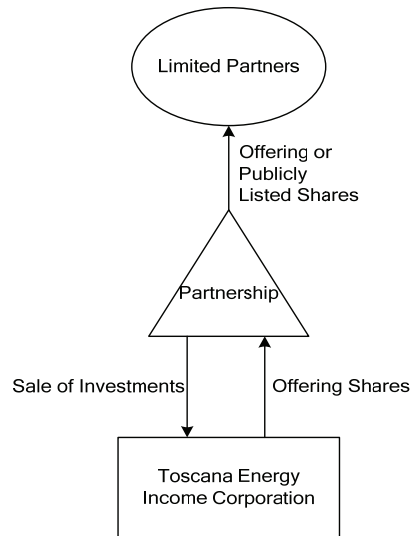 Limited Partners
Offering or
Publicly
Listed Shares
Partnership
Sale of Investments
Offering Shares
Toscana Energy
Income Corporation